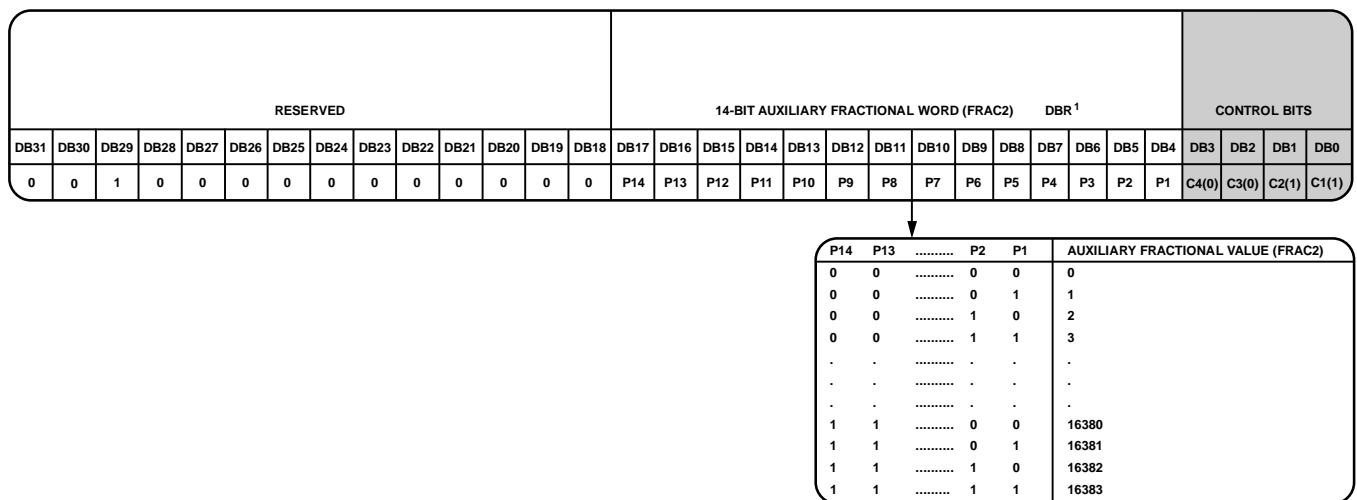 RESERVED 14-BIT AUXILIARY FRACTIONAL WORD (FRAC2) DBR 1 CONTROL BITS
DB31 DB30 DB29 DB28 DB27 DB26 DB25 DB24 DB23 DB22 DB21 DB20 DB19 DB18 DB17 DB16 DB15 DB14 DB13 DB12 DB11 DB10 DB9 DB8 DB7 DB6 DB5 DB4 DB3 DB2 DB1 DB0
0 0 1 0 0 0 0 0 0 0 0 0 0 0 P14 P13 P12 P11 P10 P9 P8 P7 P6 P5 P4 P3 P2 P1 C4(0) C3(0) C2(1) C1(1)
P14 P13 .......... P2 P1 AUXILIARY FRACTIONAL VALUE (FRAC2)
0 0 .......... 0 0 0
0 0 .......... 0 1 1
0 0 .......... 1 0 2
0 0 .......... 1 1 3
. . .......... . . .
. . .......... . . .
. . .......... . . .
1 1 .......... 0 0 16380
1 1 .......... 0 1 16381
1 1 .......... 1 0 16382
1 1 ......... 1 1 16383